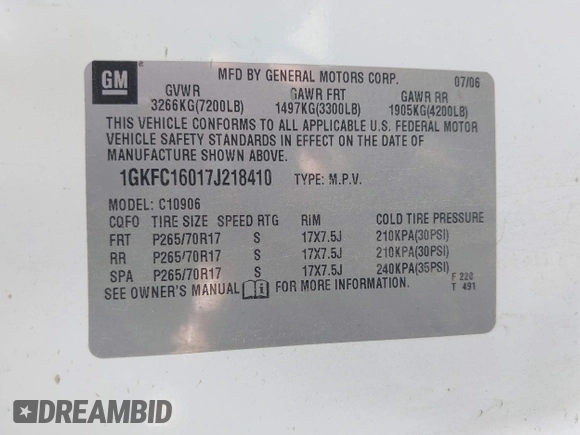 GM
MFD BY GENERAL MOTORS CORP. 07/06
GVWR GAWR FRT GAWR RR
3266KG(7200LB) 1497KG(3300LB) 1905KG(4200LB)
THIS VEHICLE CONFORMS TO ALL APPLICABLE U.S. FEDERAL MOTOR
VEHICLE SAFETY STANDARDS IN EFFECT ON THE DATE OF
MANUFACTURE SHOWN ABOVE.
1GKFC16017J218410 TYPE: M.P.V.
MODEL: C10906
CQFO TIRE SIZE SPEED RTG RIM COLD TIRE PRESSURE
FRT P265/70R17 S 17X7.5J 210KPA(30PSI)
RR P265/70R17 S 17X7.5J 210KPA(30PSI)
SPA P265/70R17 S 17X7.5J 240KPA(35PSI)
SEE OWNER'S MANUAL i FOR MORE INFORMATION.
F 228
T 491
DREAMBID